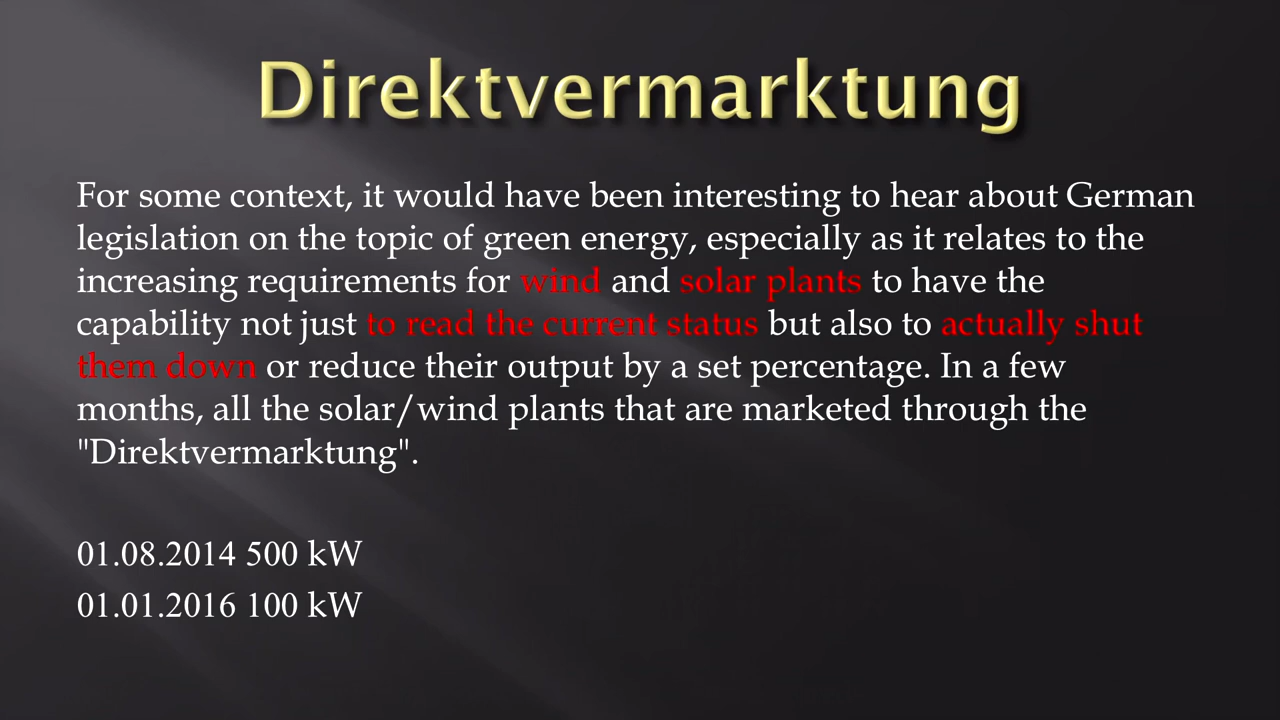 Direktvermarktung
For some context, it would have been interesting to hear about German
legislation on the topic of green energy, especially as it relates to the
increasing requirements for wind and solar plants to have the
capability not just to read the current status but also to actually shut
them down or reduce their output by a set percentage. In a few
months, all the solar/wind plants that are marketed through the
"Direktvermarktung".
01.08.2014 500 kW
01.01.2016 100 kW